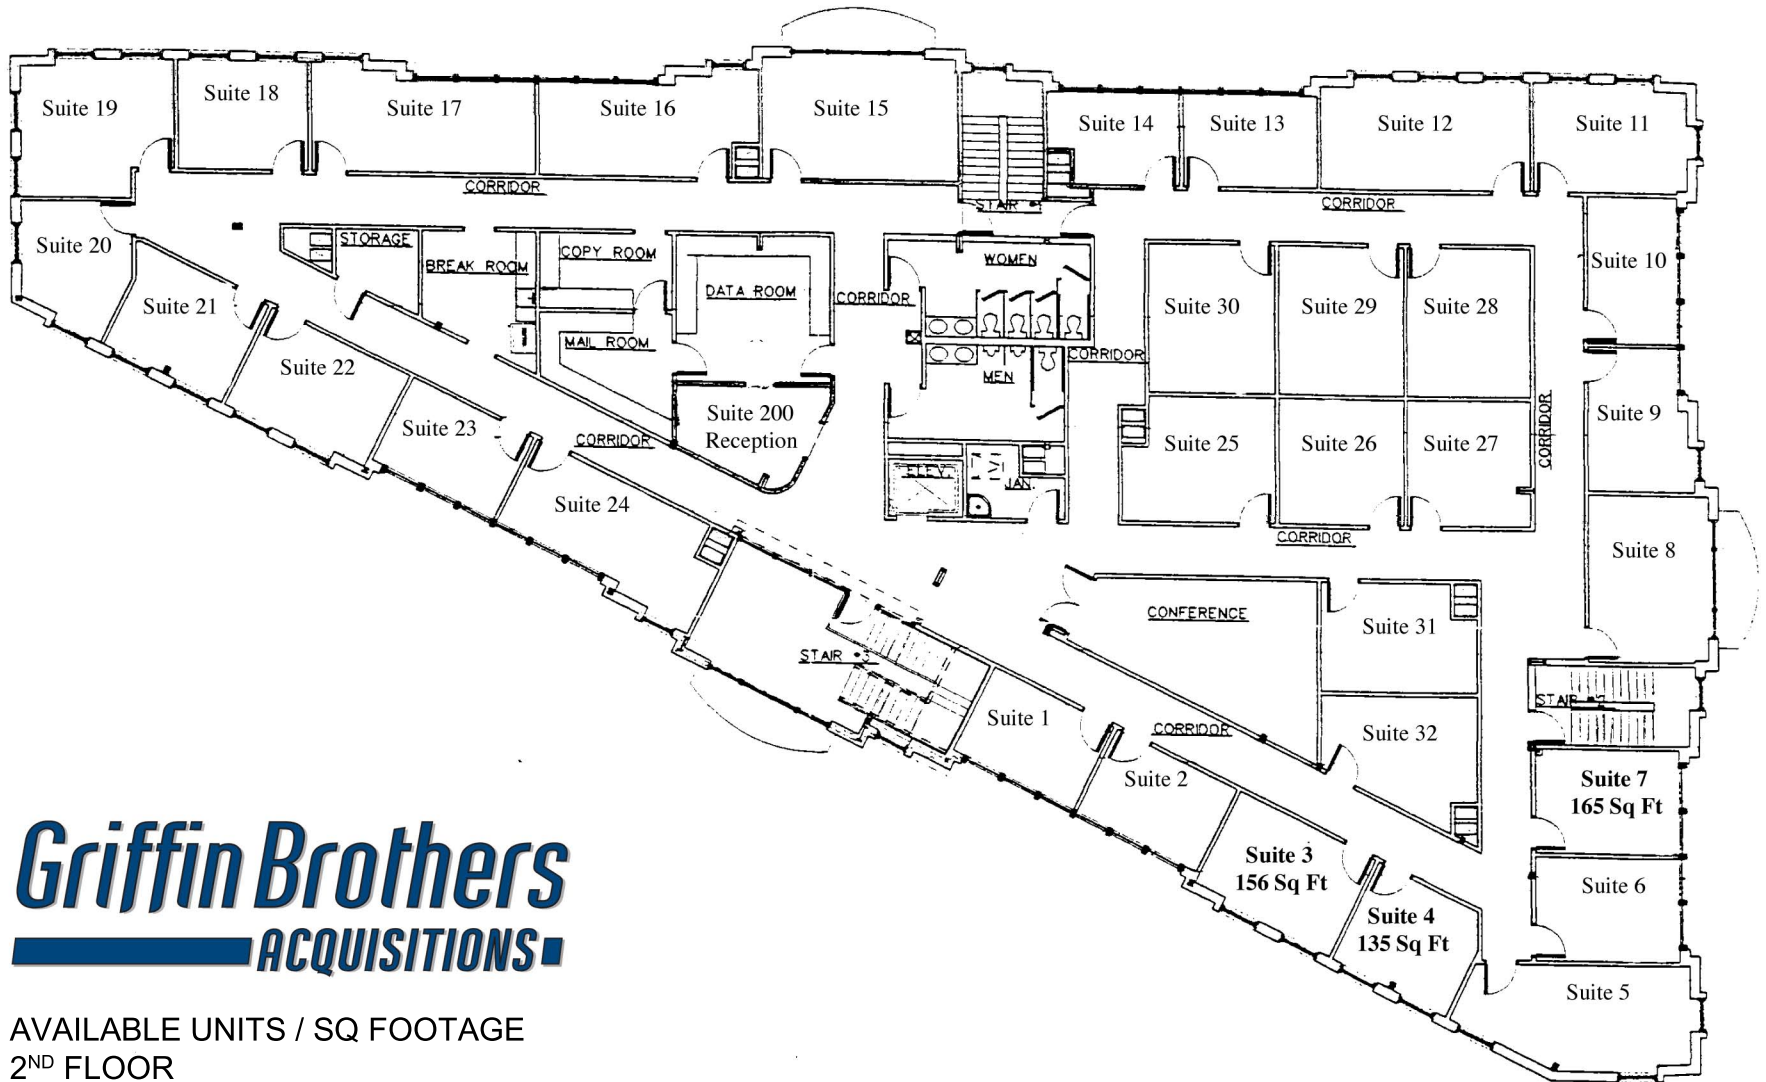 Suite 19
Suite 18
Suite 17
Suite 16
Suite 15
Suite 14
Suite 13
Suite 12
Suite 11
CORRIDOR
STAIR
CORRIDOR
Suite 20
STORAGE
BREAK ROOM
COPY ROOM
DATA ROOM
CORRIDOR
WOMEN
Suite 10
Suite 21
Suite 30
Suite 29
Suite 28
MAIL ROOM
CORRIDOR
MEN
Suite 22
Suite 23
CORRIDOR
Suite 200
Reception
Suite 25
Suite 26
Suite 27
CORRIDOR
Suite 9
ELEV.
JAN.
Suite 24
CORRIDOR
Suite 8
CONFERENCE
Suite 31
STAIR
STAIR
Suite 1
CORRIDOR
Suite 32
Suite 2
Suite 7
165 Sq Ft
Suite 3
156 Sq Ft
Suite 6
Suite 4
135 Sq Ft
Suite 5
Griffin Brothers
ACQUISITIONS
AVAILABLE UNITS / SQ FOOTAGE
2ND FLOOR